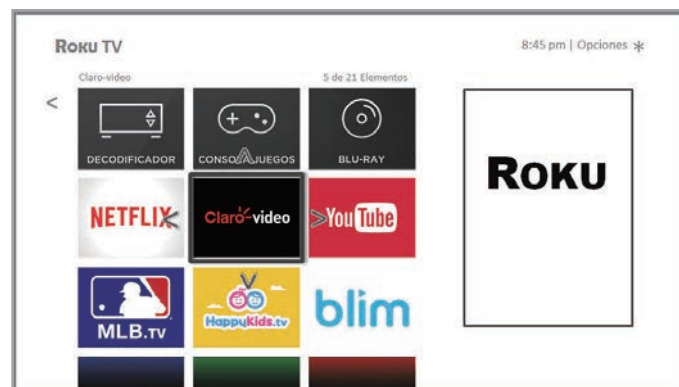 ROKU TV
8:45 pm | Opciones *
Claro-video
5 de 21 Elementos
<
DECODIFICADOR
CONSOLA JUEGOS
BLU-RAY
ROKU
NETFLIX
Claro-video
YouTube
MLB.TV
HappyKids.tv
blim